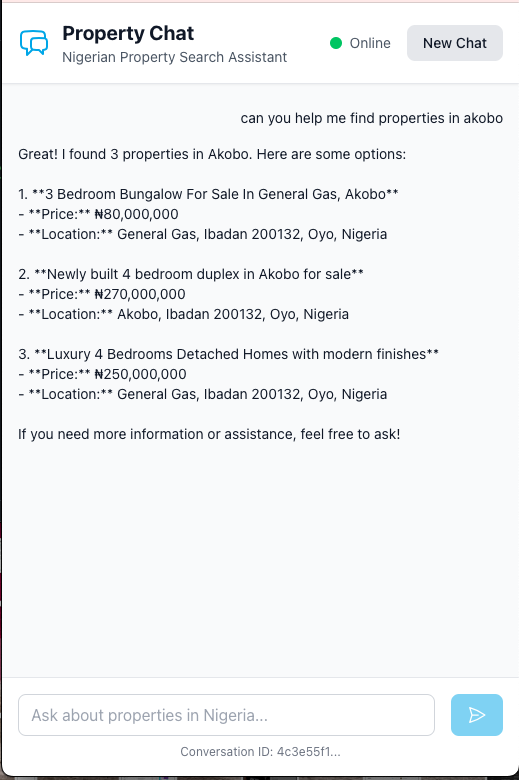 Property Chat
Nigerian Property Search Assistant
Online
New Chat
can you help me find properties in akobo
Great! I found 3 properties in Akobo. Here are some options:
1. **3 Bedroom Bungalow For Sale In General Gas, Akobo**
- **Price:** ₦80,000,000
- **Location:** General Gas, Ibadan 200132, Oyo, Nigeria
2. **Newly built 4 bedroom duplex in Akobo for sale**
- **Price:** ₦270,000,000
- **Location:** Akobo, Ibadan 200132, Oyo, Nigeria
3. **Luxury 4 Bedrooms Detached Homes with modern finishes**
- **Price:** ₦250,000,000
- **Location:** General Gas, Ibadan 200132, Oyo, Nigeria
If you need more information or assistance, feel free to ask!
Ask about properties in Nigeria...
Conversation ID: 4c3e55f1...